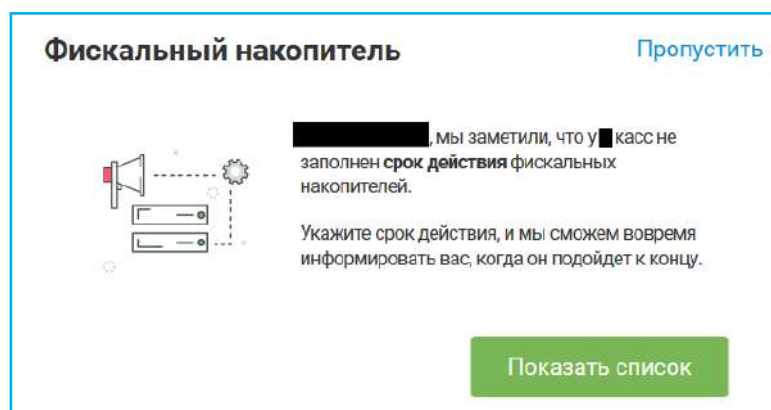 Фискальный накопитель
Пропустить
, мы заметили, что у касс не
заполнен срок действия фискальных
накопителей.
Укажите срок действия, и мы сможем вовремя
информировать вас, когда он подойдет к концу.
Показать список